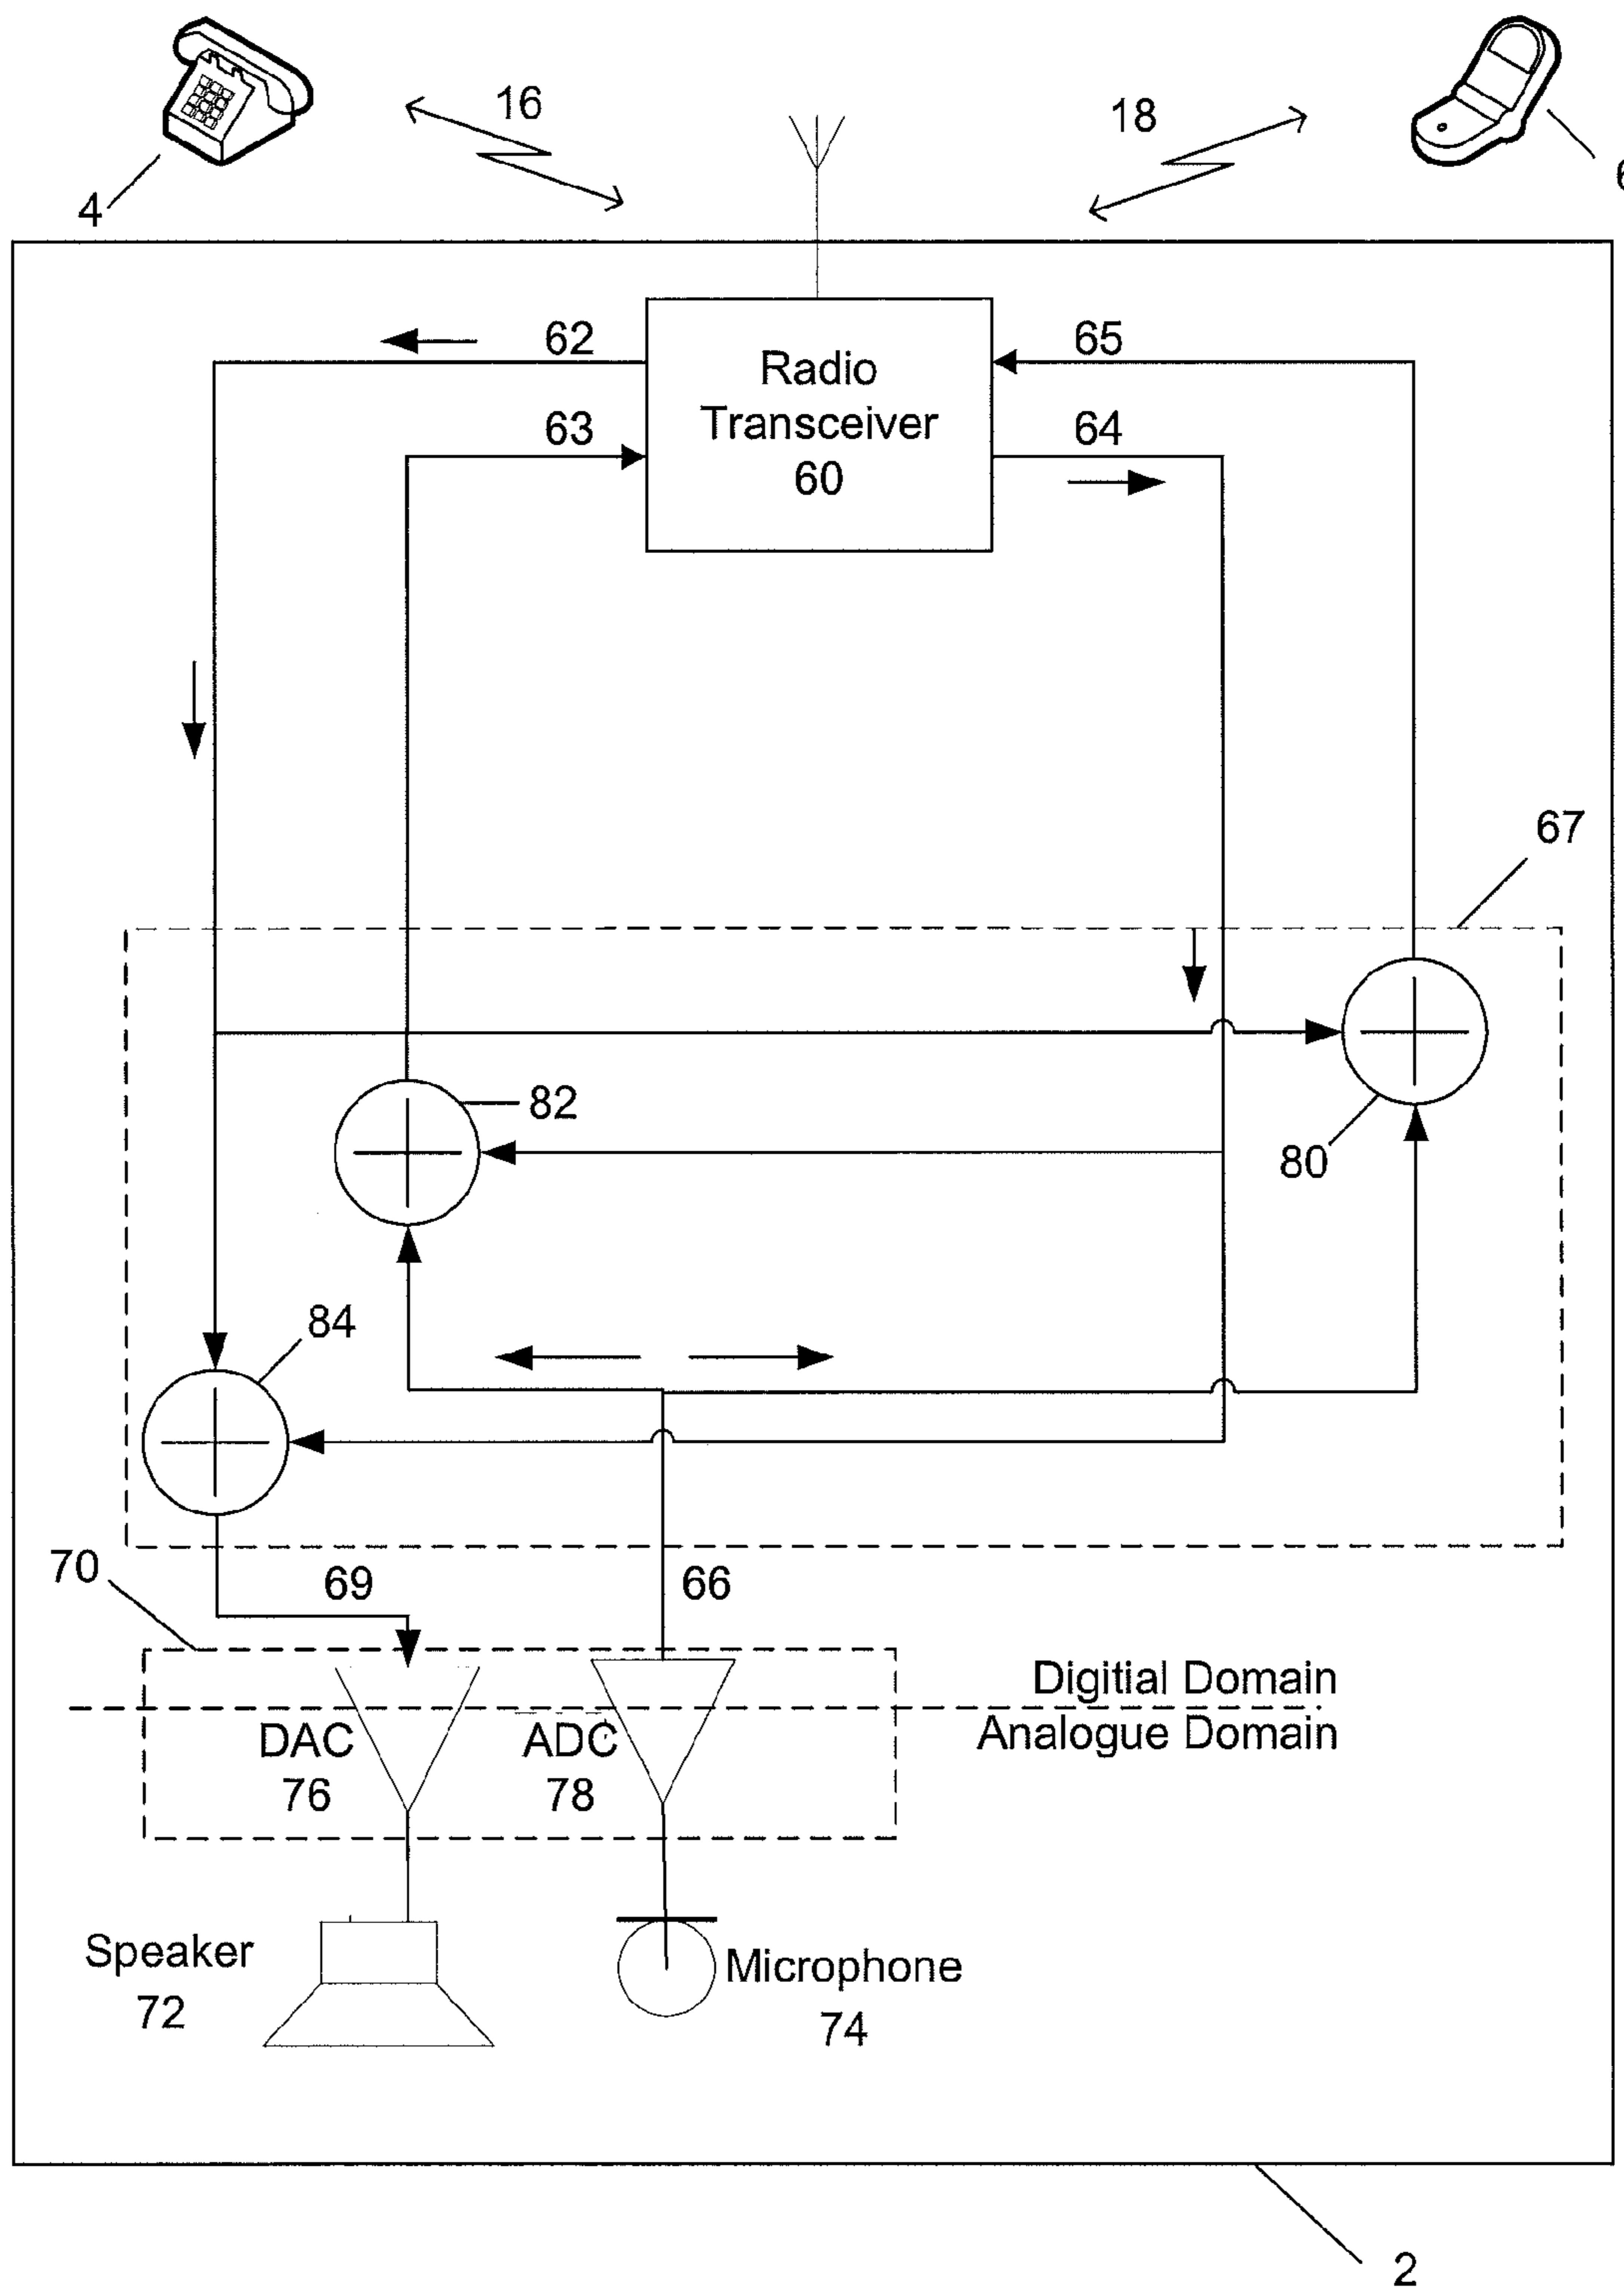 16
18
4
6
62
65
Radio
Transceiver
60
63
64
67
82
80
84
70
69
66
Digitial Domain
Analogue Domain
DAC
76
ADC
78
Speaker
72
Microphone
74
2